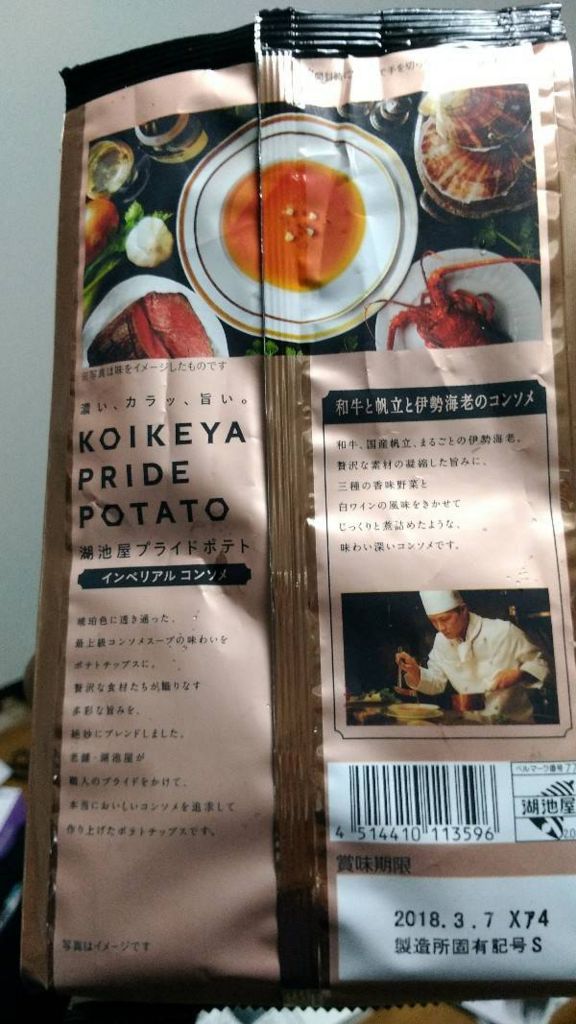 ※写真は味をイメージしたものです
濃い、カラッ、旨い。
KOIKEYA
PRIDE
POTATO
湖池屋プライドポテト
インペリアル コンソメ
琥珀色に透き通った、
最上級コンソメスープの味わいを
ポテトチップスに。
贅沢な食材たちが織りなす
多彩な旨みを、
絶妙にブレンドしました。
老舗・湖池屋が
職人のプライドをかけて、
本当においしいコンソメを追求して
作り上げたポテトチップスです。
写真はイメージです
和牛と帆立と伊勢海老のコンソメ
和牛、国産帆立、まるごとの伊勢海老。
贅沢な素材の凝縮した旨みに、
三種の香味野菜と
白ワインの風味をきかせて
じっくりと煮詰めたような、
味わい深いコンソメです。
ベルマーク番号
湖池屋
4 514410 113596
賞味期限
2018.3.7 X74
製造所固有記号S